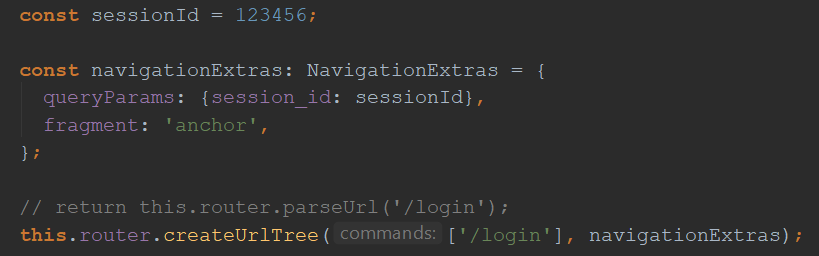 const sessionId = 123456;
const navigationExtras: NavigationExtras = {
queryParams: {session_id: sessionId},
fragment: 'anchor',
};
// return this.router.parseUrl('/login');
this.router.createUrlTree( commands: ['/login'], navigationExtras);